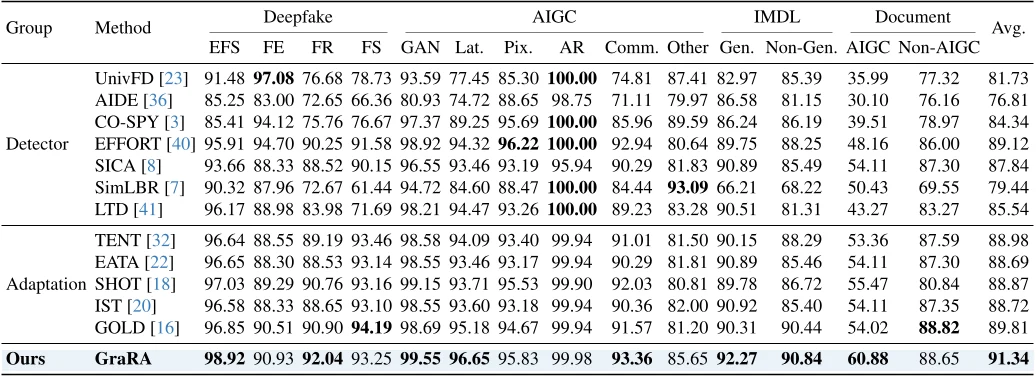 Group Method Deepfake AIGC IMDL Document Avg.
EFS FE FR FS GAN Lat. Pix. AR Comm. Other Gen. Non-Gen. AIGC Non-AIGC
UnivFD [23] 91.48 97.08 76.68 78.73 93.59 77.45 85.30 100.00 74.81 87.41 82.97 85.39 35.99 77.32 81.73
AIDE [36] 85.25 83.00 72.65 66.36 80.93 74.72 88.65 98.75 71.11 79.97 86.58 81.15 30.10 76.16 76.81
CO-SPY [3] 85.41 94.12 75.76 76.67 97.37 89.25 95.69 100.00 85.96 89.59 86.24 86.19 39.51 78.97 84.34
Detector EFFORT [40] 95.91 94.70 90.25 91.58 98.92 94.32 96.22 100.00 92.94 80.64 89.75 88.25 48.16 86.00 89.12
SICA [8] 93.66 88.33 88.52 90.15 96.55 93.46 93.19 95.94 90.29 81.83 90.89 85.49 54.11 87.30 87.84
SimLBR [7] 90.32 87.96 72.67 61.44 94.72 84.60 88.47 100.00 84.44 93.09 66.21 68.22 50.43 69.55 79.44
LTD [41] 96.17 88.98 83.98 71.69 98.21 94.47 93.26 100.00 89.23 83.28 90.51 81.31 43.27 83.27 85.54
TENT [32] 96.64 88.55 89.19 93.46 98.58 94.09 93.40 99.94 91.01 81.50 90.15 88.29 53.36 87.59 88.98
EATA [22] 96.65 88.30 88.53 93.14 98.55 93.46 93.17 99.94 90.29 81.81 90.89 85.46 54.11 87.30 88.69
Adaptation SHOT [18] 97.03 89.29 90.76 93.16 99.15 93.71 95.53 99.90 92.03 80.81 89.78 86.72 55.47 80.84 88.87
IST [20] 96.58 88.33 88.65 93.10 98.55 93.60 93.18 99.94 90.36 82.00 90.92 85.40 54.11 87.35 88.72
GOLD [16] 96.85 90.51 90.90 94.19 98.69 95.18 94.67 99.94 91.57 81.20 90.31 90.44 54.02 88.82 89.81
Ours GraRA 98.92 90.93 92.04 93.25 99.55 96.65 95.83 99.98 93.36 85.65 92.27 90.84 60.88 88.65 91.34